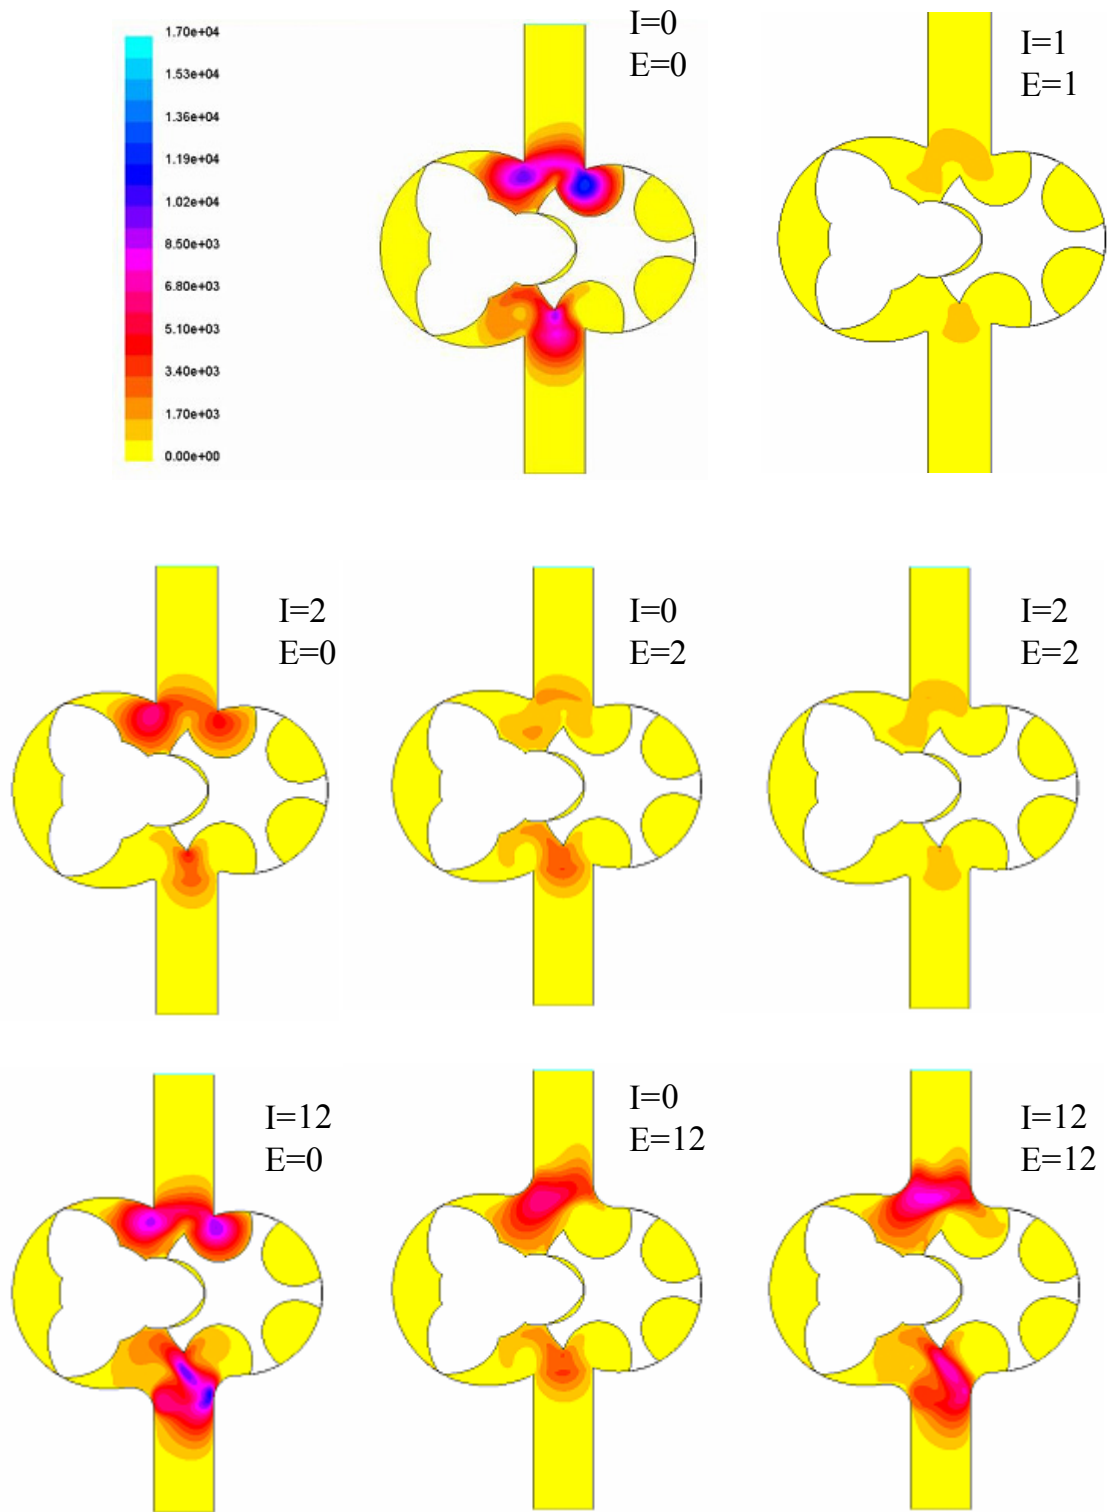 1.70e+04
1.53e+04
1.36e+04
1.19e+04
1.02e+04
8.50e+03
6.80e+03
5.10e+03
3.40e+03
1.70e+03
0.00e+00
I=0
E=0
I=1
E=1
I=2
E=0
I=0
E=2
I=2
E=2
I=12
E=0
I=0
E=12
I=12
E=12